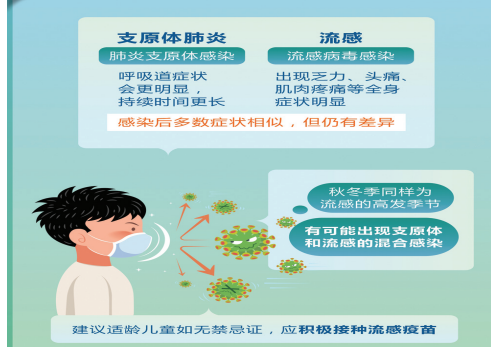 支原体肺炎
流感
肺炎支原体感染
流感病毒感染
呼吸道症状
会更明显，
持续时间更长
出现乏力、头痛、
肌肉疼痛等全身
症状明显
感染后多数症状相似，但仍有差异
秋冬季同样为
流感的高发季节
有可能出现支原体
和流感的混合感染
建议适龄儿童如无禁忌证，应积极接种流感疫苗